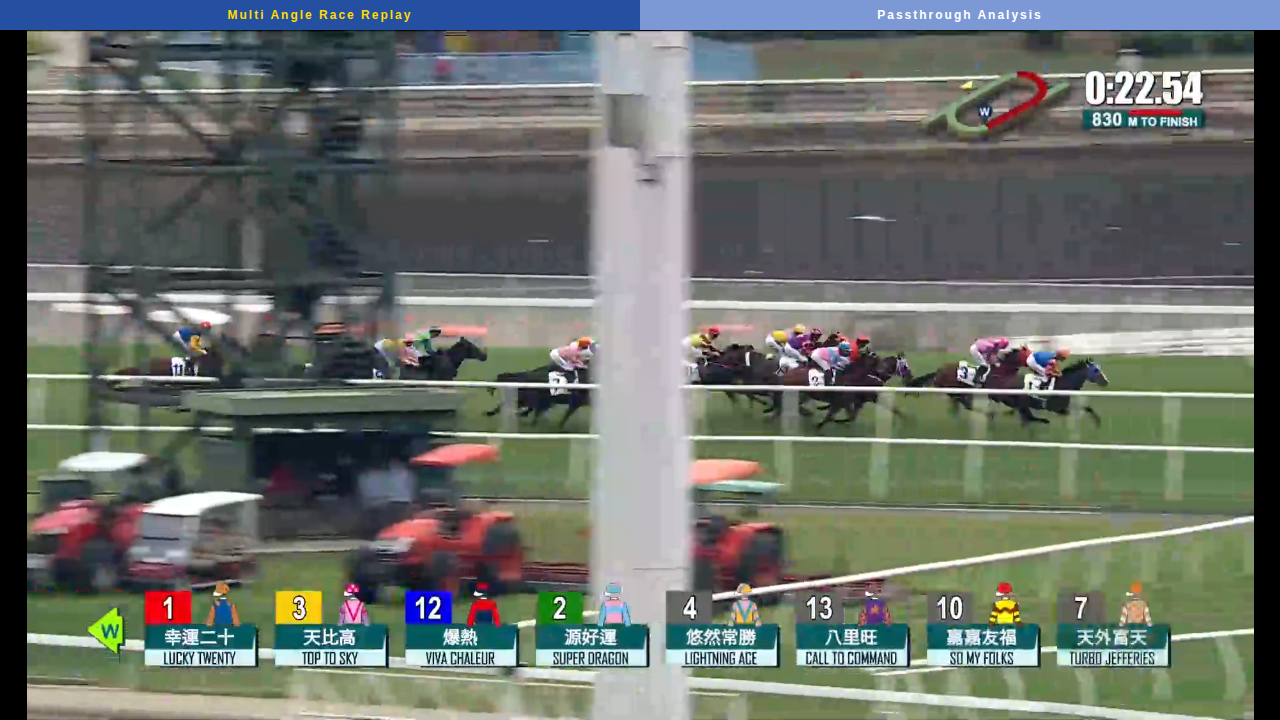 Multi Angle Race Replay
Passthrough Analysis
0:22.54
830 M TO FINISH
W
W
1
幸運二十
LUCKY TWENTY
3
天比高
TOP TO SKY
12
爆熱
VIVA CHALEUR
2
源好運
SUPER DRAGON
4
悠然常勝
LIGHTNING ACE
13
八里旺
CALL TO COMMAND
10
嘉嘉友福
SO MY FOLKS
7
天外富天
TURBO JEFFERIES
11